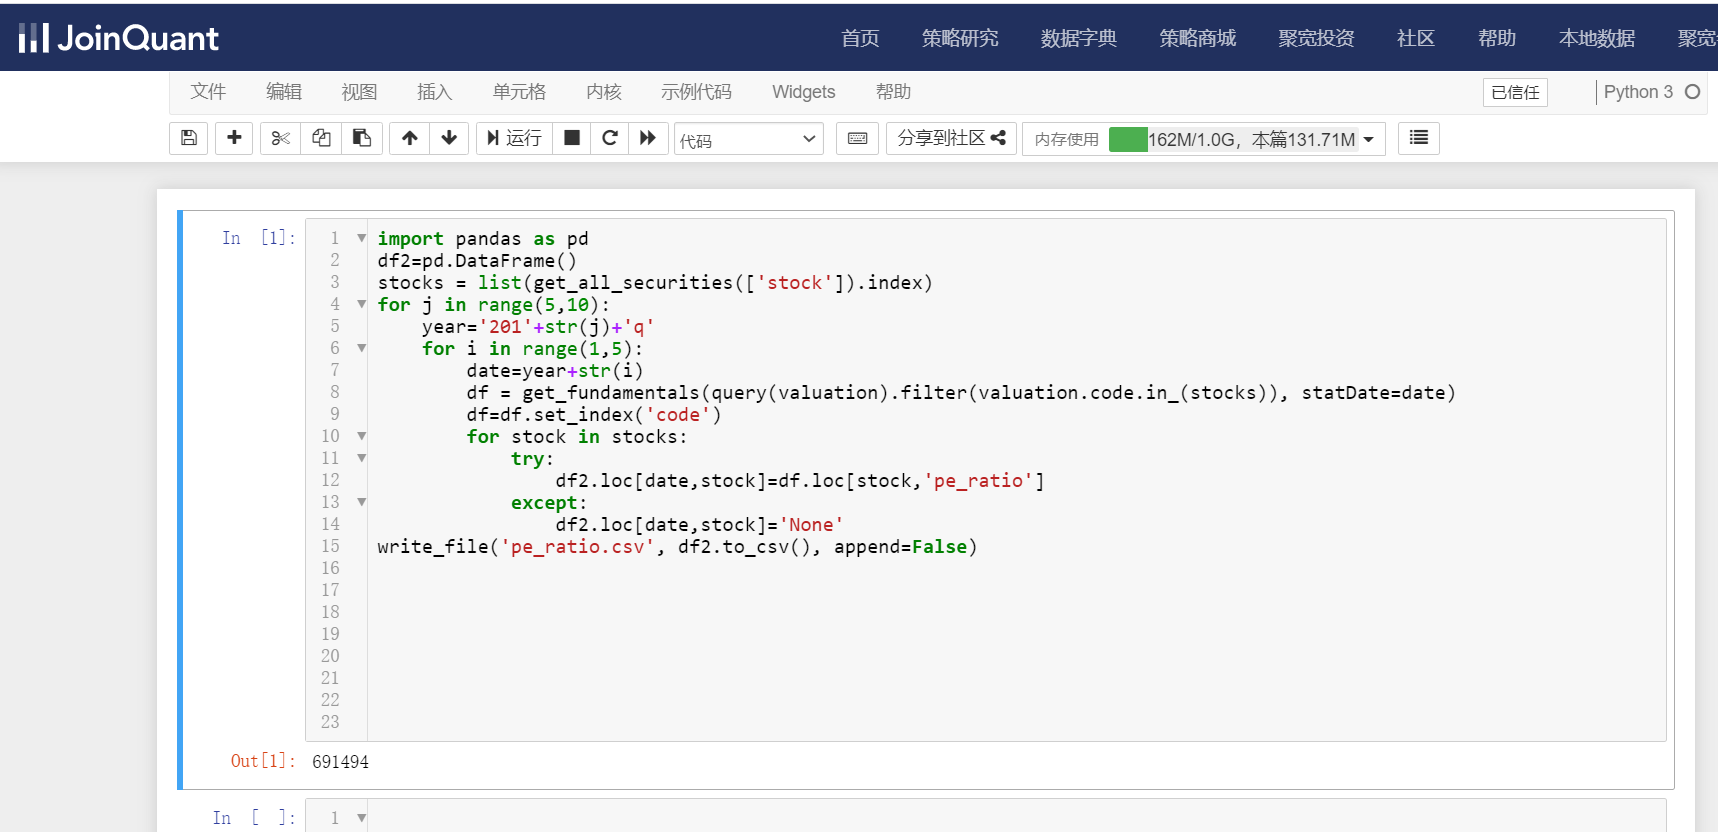 JoinQuant 首页 策略研究 数据字典 策略商城 聚宽投资 社区 帮助 本地数据 聚宽
文件 编辑 视图 插入 单元格 内核 示例代码 Widgets 帮助 已信任 Python 3
运行 代码 分享到社区 内存使用 162M/1.0G，本篇131.71M
In [1]:
1 import pandas as pd
2 df2=pd.DataFrame()
3 stocks = list(get_all_securities(['stock']).index)
4 for j in range(5,10):
5     year='201'+str(j)+'q'
6     for i in range(1,5):
7         date=year+str(i)
8         df = get_fundamentals(query(valuation).filter(valuation.code.in_(stocks)), statDate=date)
9         df=df.set_index('code')
10         for stock in stocks:
11             try:
12                 df2.loc[date,stock]=df.loc[stock,'pe_ratio']
13             except:
14                 df2.loc[date,stock]='None'
15 write_file('pe_ratio.csv', df2.to_csv(), append=False)
16
17
18
19
20
21
22
23
Out[1]: 691494
In [ ]: 1